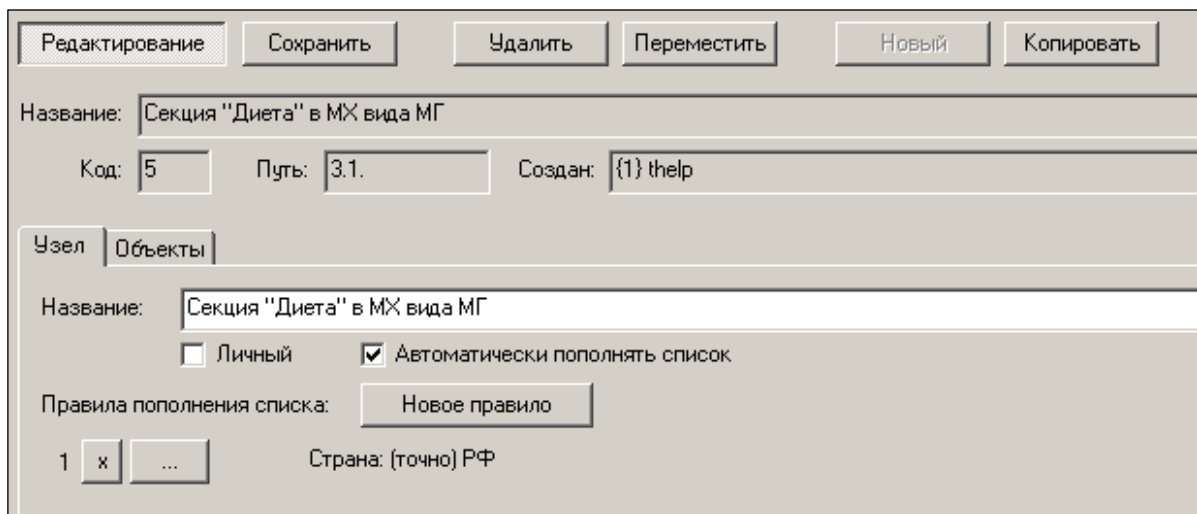 Редактирование Сохранить Удалить Переместить Новый Копировать
Название: Секция "Диета" в МХ вида МГ
Код: 5 Путь: 3.1. Создан: {1} thelp
Узел Объекты
Название: Секция "Диета" в МХ вида МГ
Личный Автоматически пополнять список
Правила пополнения списка: Новое правило
1 x ... Страна: (точно) РФ